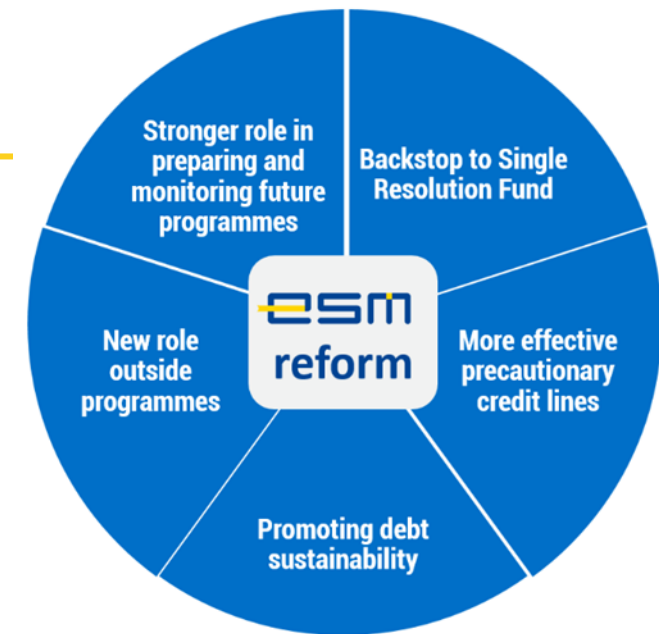 Stronger role in
preparing and
monitoring future
programmes
Backstop to Single
Resolution Fund
esm
reform
New role
outside
programmes
More effective
precautionary
credit lines
Promoting debt
sustainability